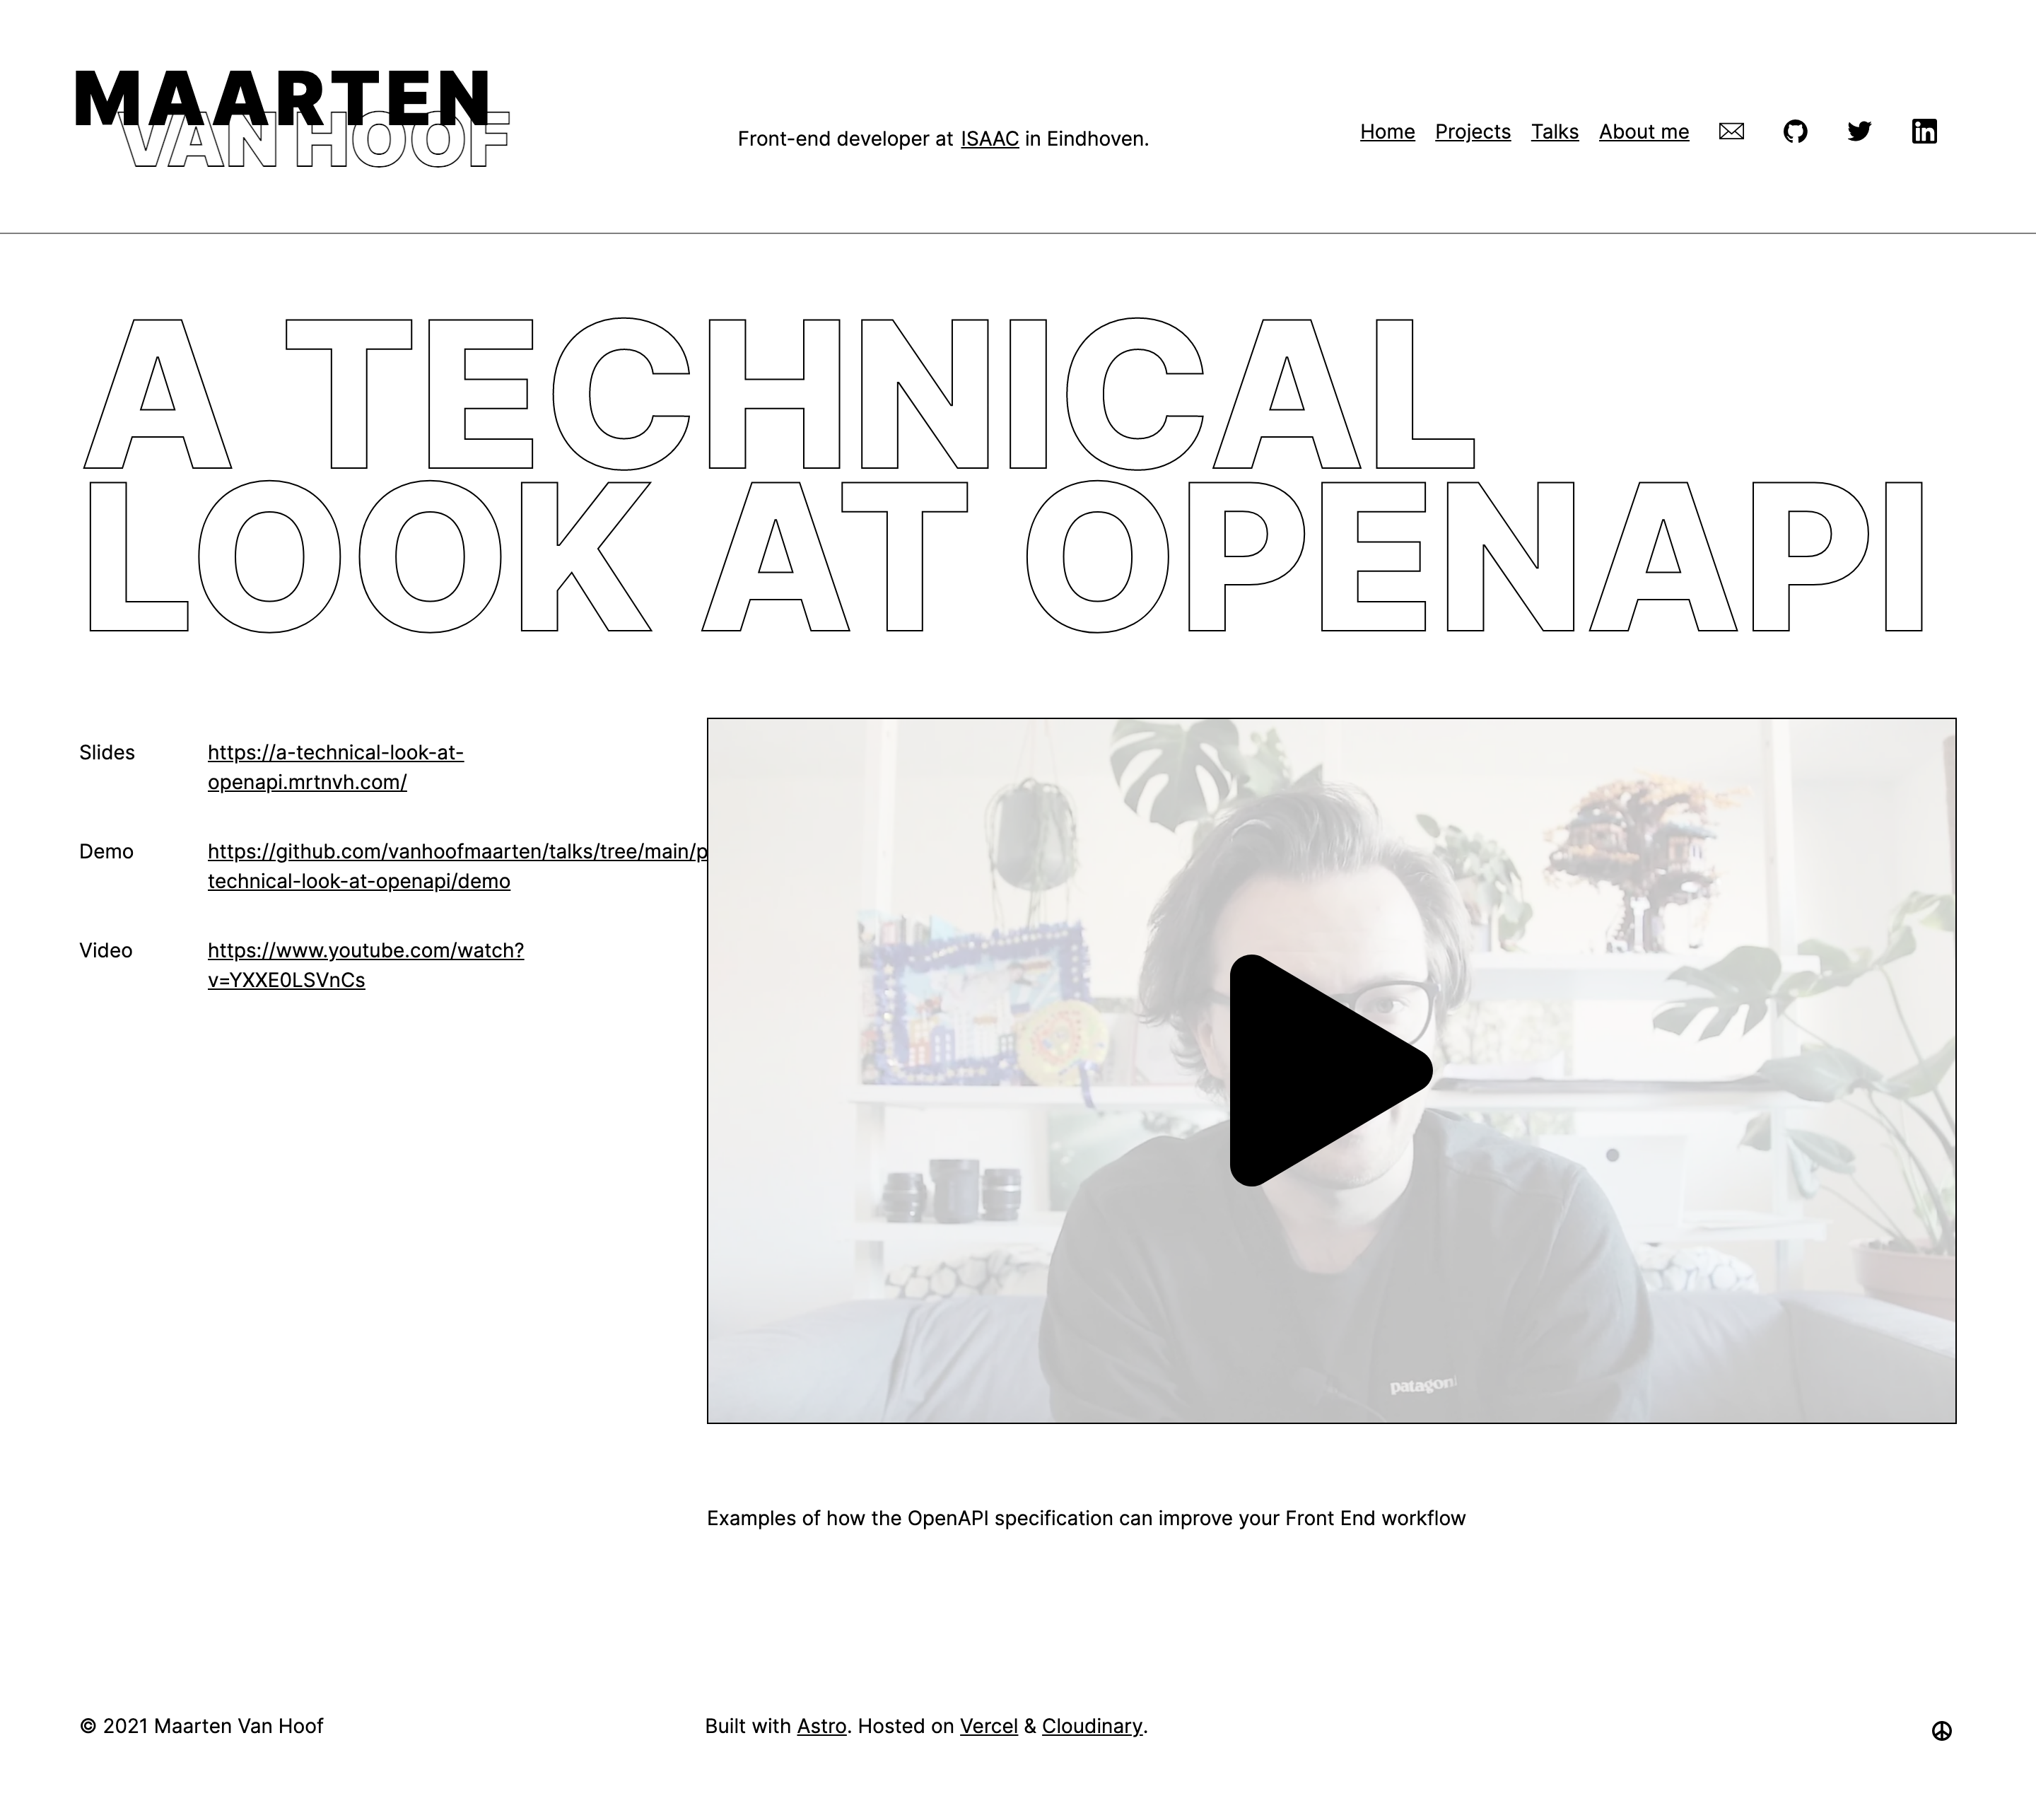 MAARTEN
VAN HOOF
Front-end developer at ISAAC in Eindhoven.
Home Projects Talks About me
A TECHNICAL
LOOK AT OPENAPI
Slides
https://a-technical-look-at-
openapi.mrtnvh.com/
Demo
https://github.com/vanhoofmaarten/talks/tree/main/p
technical-look-at-openapi/demo
Video
https://www.youtube.com/watch?
v=YXXE0LSVnCs
patagoni
Examples of how the OpenAPI specification can improve your Front End workflow
© 2021 Maarten Van Hoof
Built with Astro. Hosted on Vercel & Cloudinary.